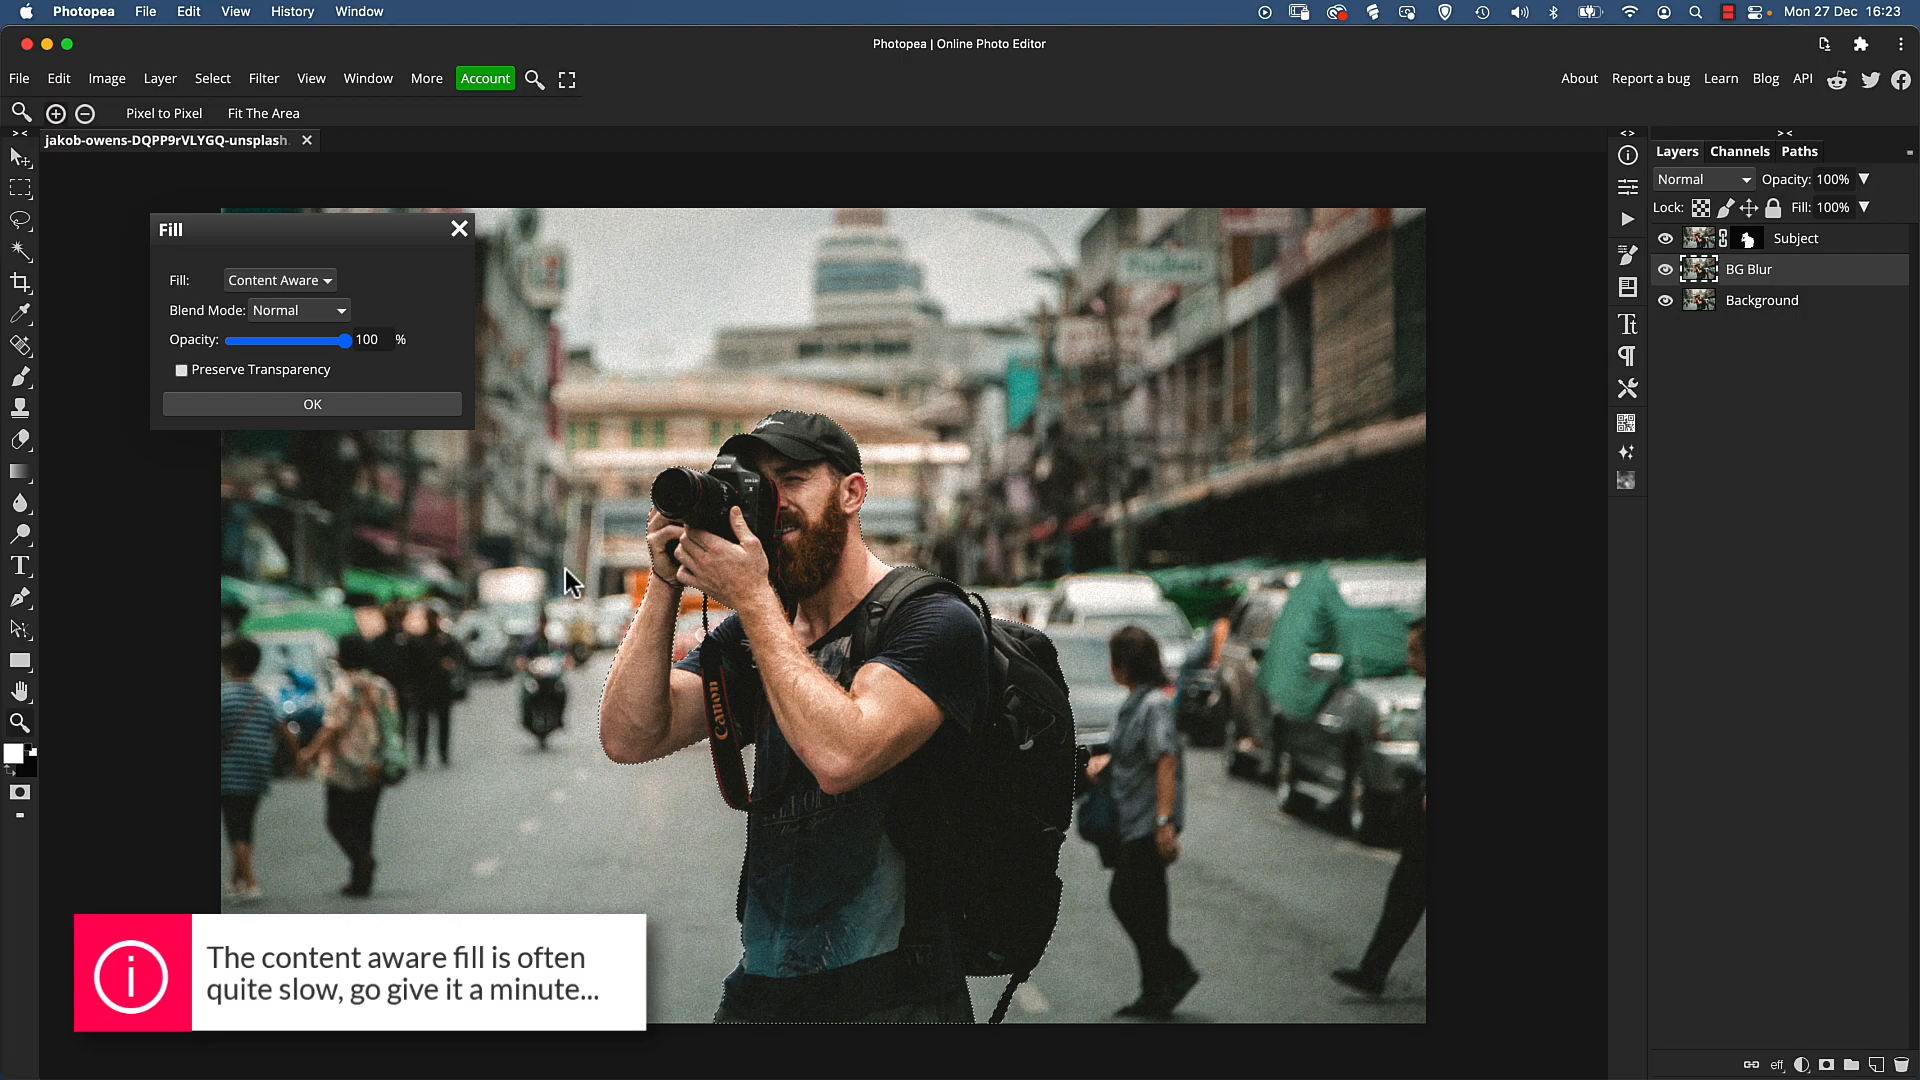 Photopea File Edit View History Window
Mon 27 Dec 16:23
Photopea | Online Photo Editor
File Edit Image Layer Select Filter View Window More Account
About Report a bug Learn Blog API
Pixel to Pixel Fit The Area
jakob-owens-DQPP9rVLYGQ-unsplash.
Layers Channels Paths
Normal Opacity: 100%
Lock: Fill: 100%
Subject
BG Blur
Background
Fill
Fill: Content Aware
Blend Mode: Normal
Opacity: 100 %
Preserve Transparency
OK
Canon
Canon
The content aware fill is often
quite slow, go give it a minute...
eff